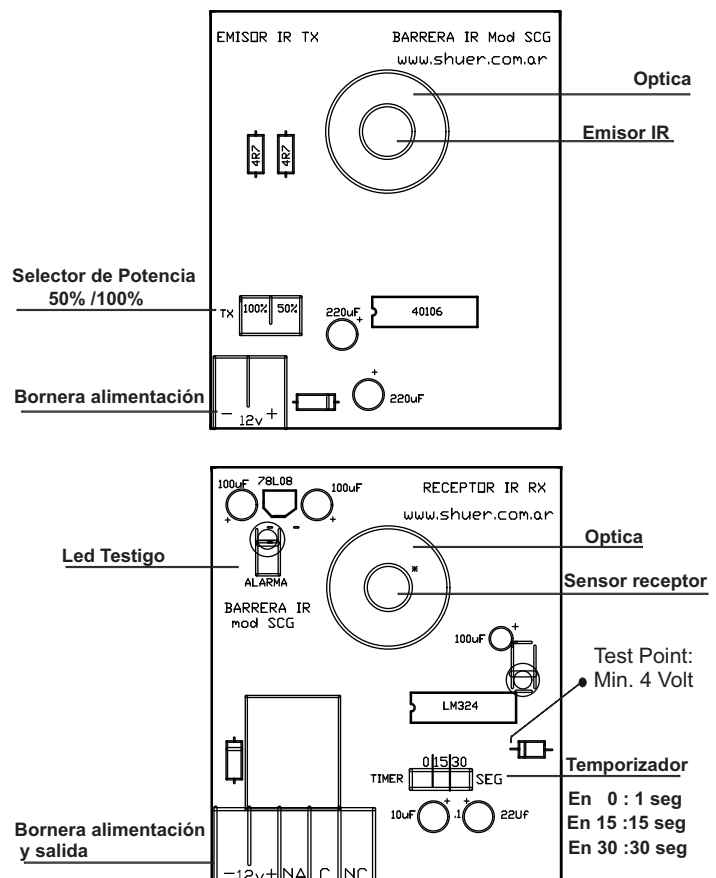 EMISOR IR TX
BARRERA IR Mod SCG
www.shuer.com.ar
Optica
Emisor IR
4R7
4R7
Selector de Potencia
50% /100%
TX
100%
50%
220uF
+
40106
Bornera alimentación
- 12v +
+
220uF
100uF
78L08
100uF
+
-
-
+
RECEPTOR IR RX
www.shuer.com.ar
Optica
Led Testigo
*
ALARMA
Sensor receptor
BARRERA IR
mod SCG
100uF
+
Test Point:
Min. 4 Volt
LM324
0 15 30
TIMER
SEG
Temporizador
En 0 : 1 seg
En 15 :15 seg
En 30 :30 seg
10uF
+
.1
+
22Uf
Bornera alimentación
y salida
-12v+ NA C NC